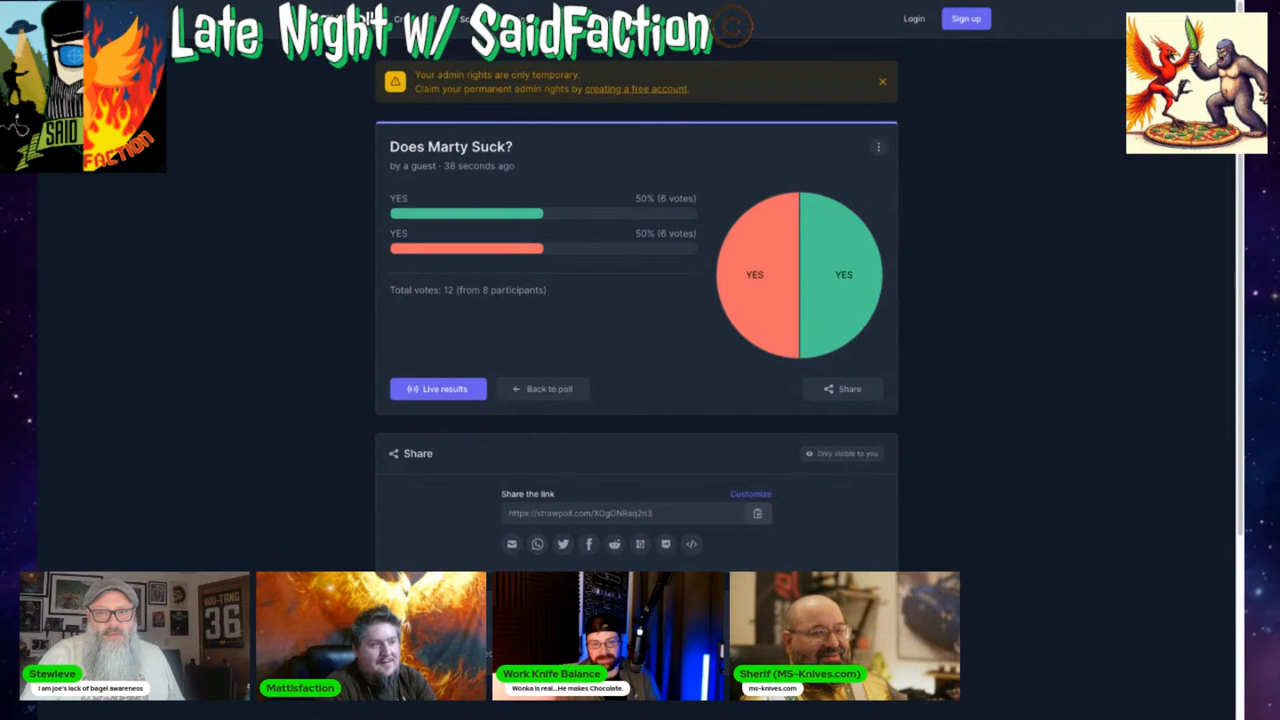 Late Night w/ SaidFaction
Login
Sign up
SAID
FACTION
Your admin rights are only temporary.
Claim your permanent admin rights by creating a free account.
Does Marty Suck?
by a guest · 38 seconds ago
YES 50% (6 votes)
YES 50% (6 votes)
YES YES
Total votes: 12 (from 8 participants)
Live results
Back to poll
Share
Share
Only visible to you
Share the link
Customize
https://strawpoll.com/XOgONRaq2n3
WU-TANG
36
Stewieve
I am joe's lack of bagel awareness
Mattisfaction
Work Knife Balance
Wonka is real...He makes Chocolate.
Sherif (MS-Knives.com)
ms-knives.com